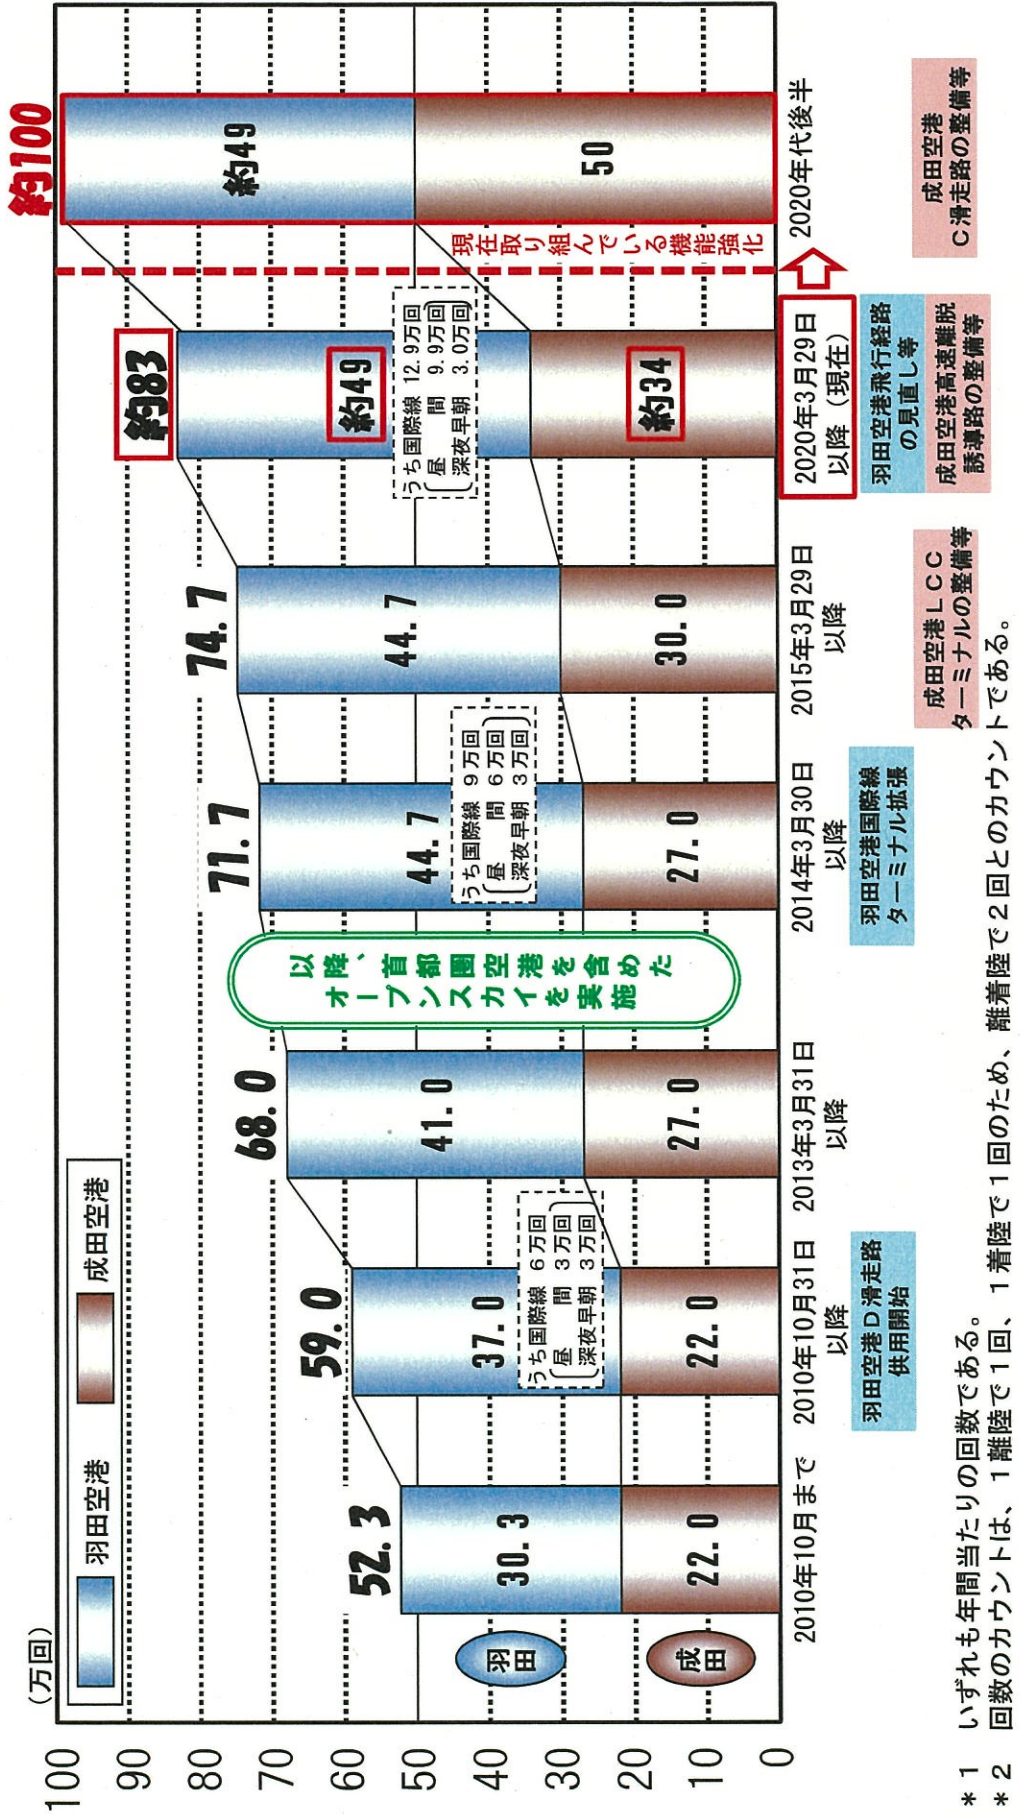 (万回)
羽田空港
成田空港
100
90
80
70
60
50
40
30
20
10
0
羽田
成田
52.3
30.3
22.0
2010年10月まで
59.0
37.0
うち国際線 6万回
昼間 3万回
深夜早朝 3万回
22.0
2010年10月31日
以降
羽田空港D滑走路
供用開始
68.0
41.0
27.0
2013年3月31日
以降
以降、首都圏空港を含めた
オープンスカイを実施
71.7
44.7
うち国際線 9万回
昼間 6万回
深夜早朝 3万回
27.0
2014年3月30日
以降
羽田空港国際線
ターミナル拡張
74.7
44.7
30.0
2015年3月29日
以降
成田空港LCC
ターミナルの整備等
約83
約49
うち国際線 12.9万回
昼間 9.9万回
深夜早朝 3.0万回
約34
2020年3月29日
以降(現在)
羽田空港飛行経路
の見直し等
成田空港高速離脱
誘導路の整備等
現在取り組んでいる機能強化
約100
約49
50
2020年代後半
成田空港
C滑走路の整備等
*1 いずれも年間当たりの回数である。
*2 回数のカウントは、1離陸で1回、1着陸で1回のため、離着陸で2回とのカウントである。